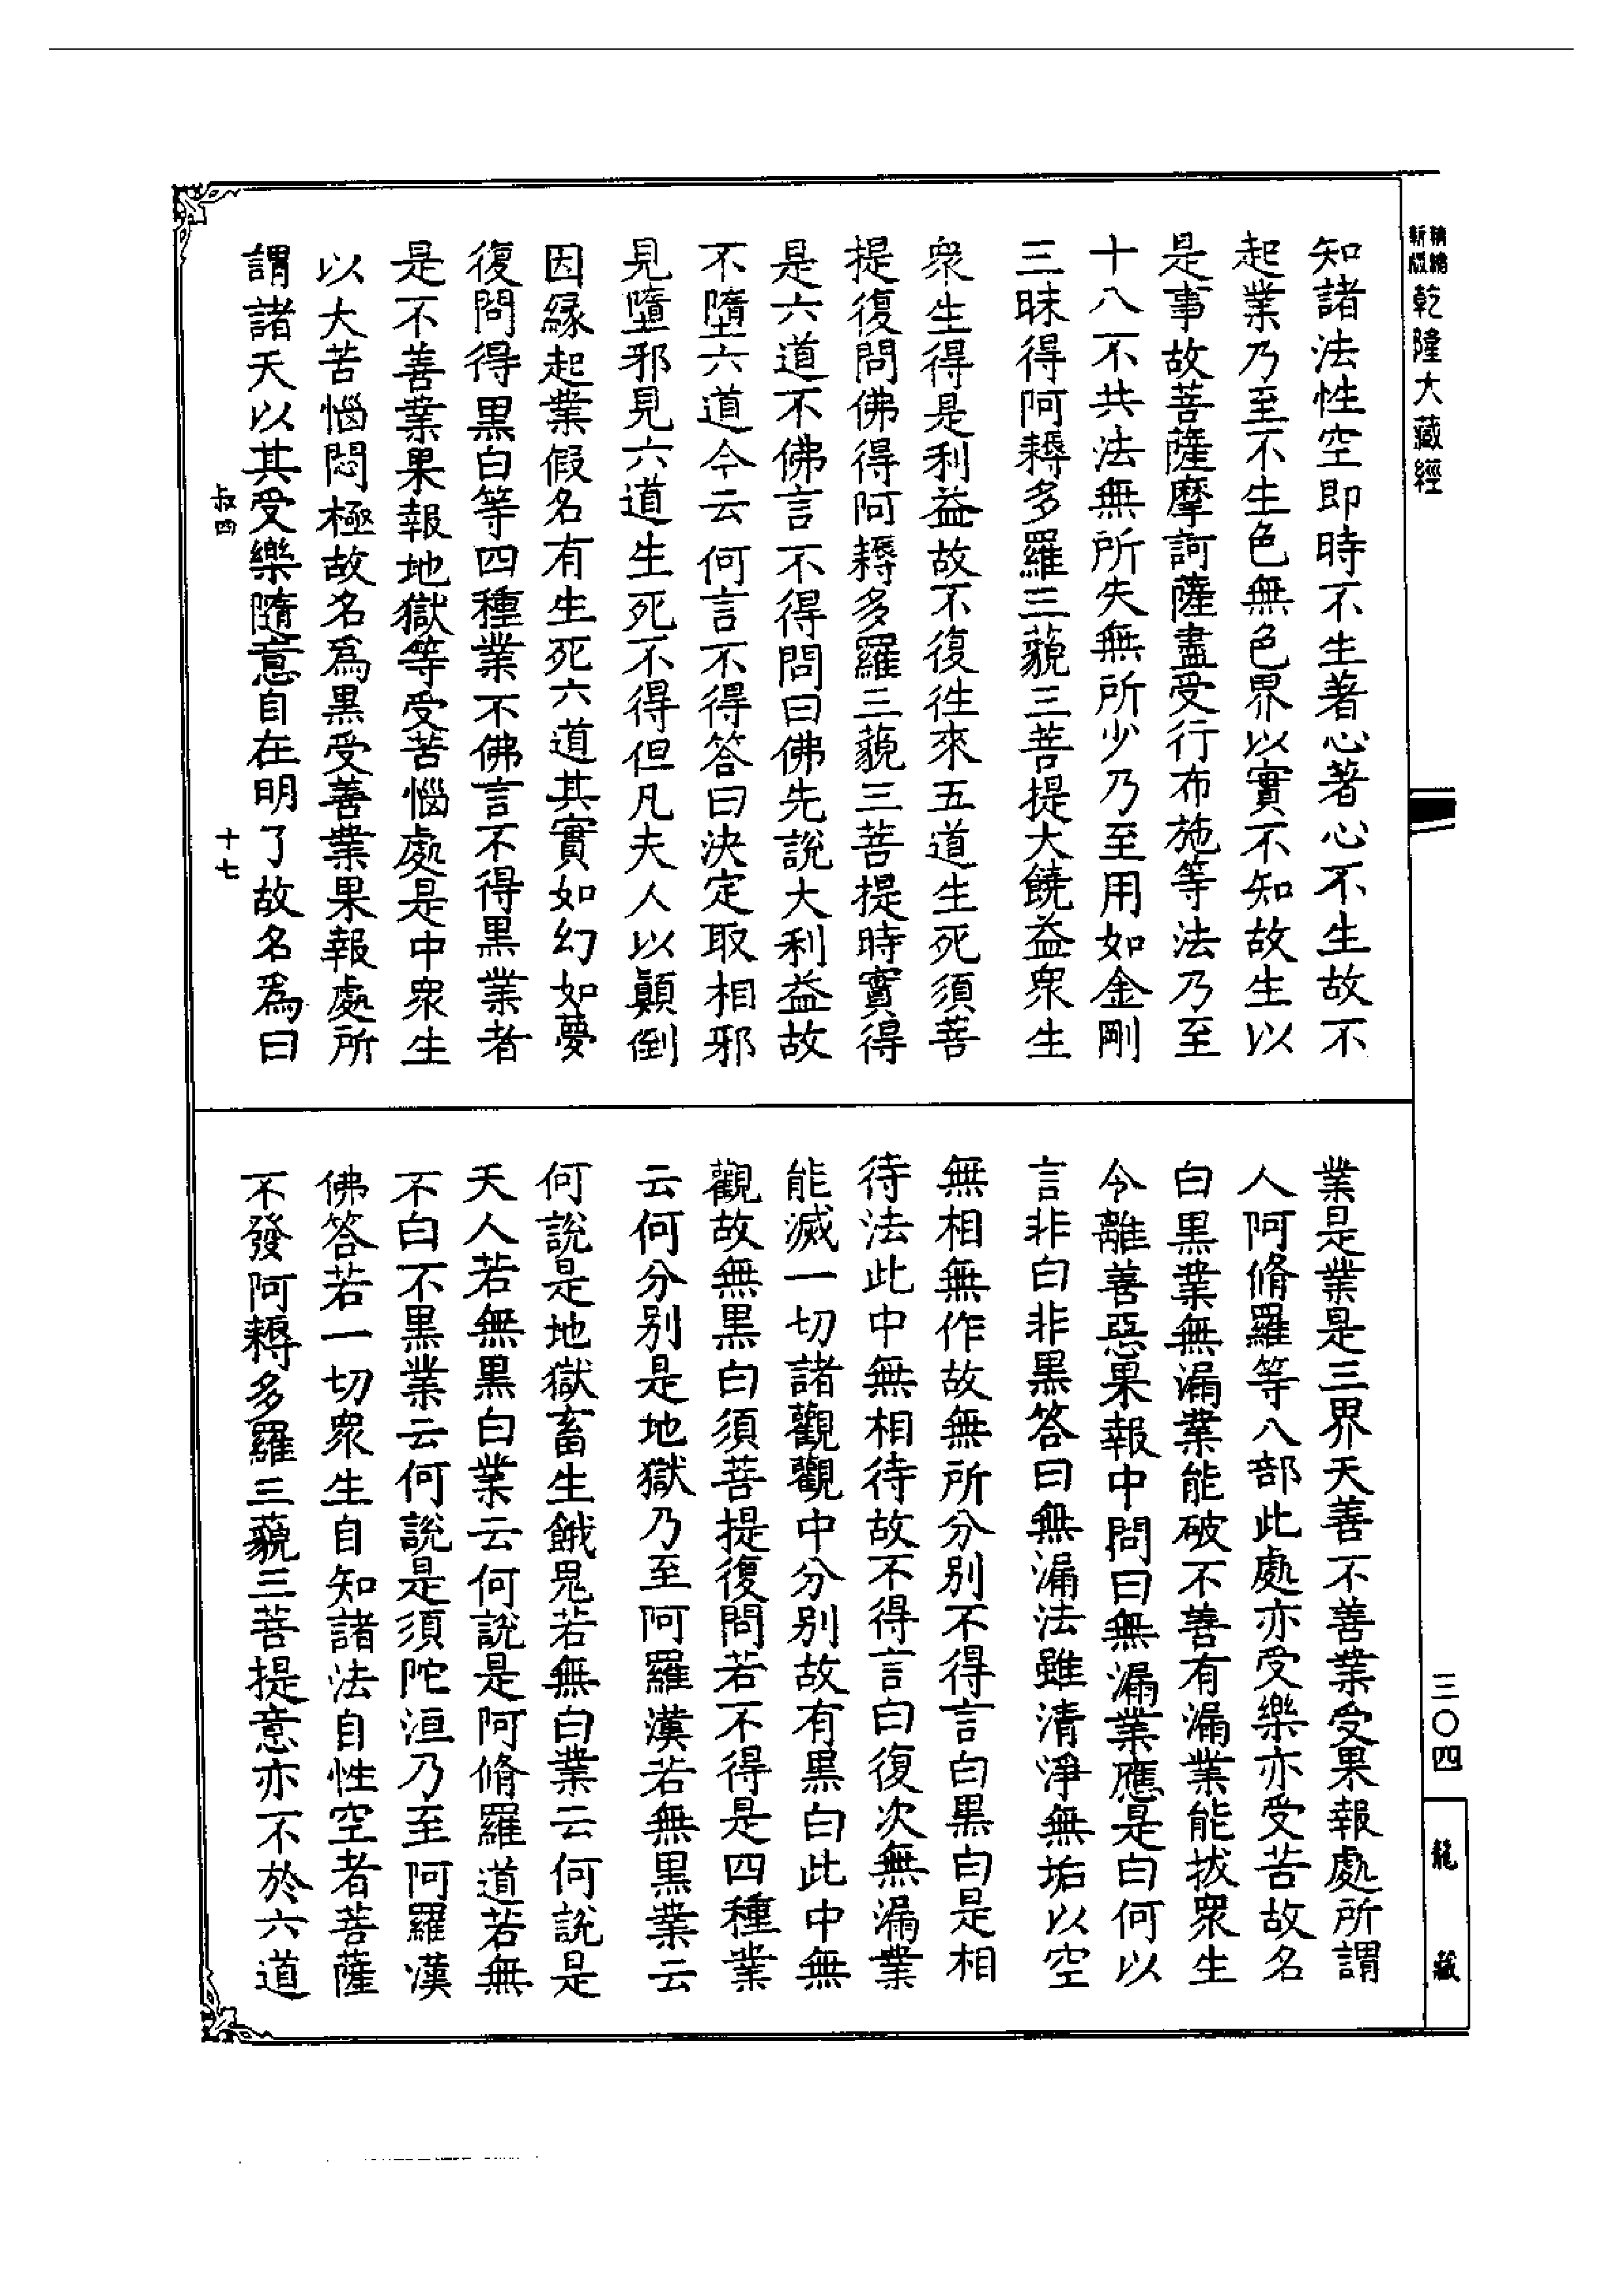 精縮
新版
乾隆大藏經
知諸法性空即時不生著心著心不生故不
起業乃至不生色無色界以實不知故生以
是事故菩薩摩訶薩盡受行布施等法乃至
十八不共法無所失無所少乃至用如金剛
三昧得阿耨多羅三藐三菩提大饒益衆生
衆生得是利益故不復徃來五道生死須菩
提復問佛得阿耨多羅三藐三菩提時實得
是六道不佛言不得問曰佛先說大利益故
不墮六道今云何言不得答曰決定取相邪
見墮邪見六道生死不得但凡夫人以顛倒
因緣起業假名有生死六道其實如幻如夢
復問得黑白等四種業不佛言不得黑業者
是不善業果報地獄等受苦惱處是中衆生
以大苦惱悶極故名爲黑受善業果報處所
謂諸天以其受樂隨意自在明了故名爲白
叔四
十七
業是業是三界天善不善業受果報處所謂
人阿脩羅等八部此處亦受樂亦受苦故名
白黑業無漏業能破不善有漏業能拔衆生
令離善惡果報中問曰無漏業應是白何以
言非白非黑答曰無漏法雖清淨無垢以空
無相無作故無所分別不得言白黑白是相
待法此中無相待故不得言白復次無漏業
能滅一切諸觀觀中分別故有黑白此中無
觀故無黑白須菩提復問若不得是四種業
云何分別是地獄乃至阿羅漢若無黑業云
何說是地獄畜生餓鬼若無白業云何說是
天人若無黑白業云何說是阿脩羅道若無
不白不黑業云何說是須陀洹乃至阿羅漢
佛答若一切衆生自知諸法自性空者菩薩
不發阿耨多羅三藐三菩提意亦不於六道
三〇四
龍藏